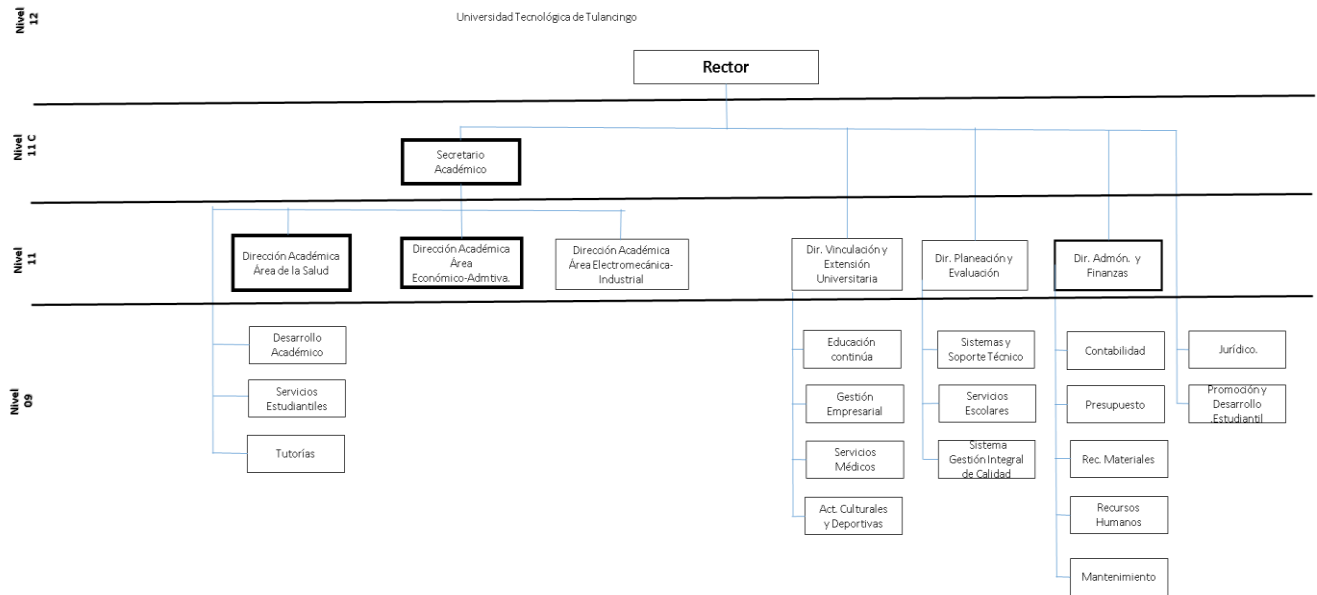 Nivel
12
Universidad Tecnológica de Tulancingo
Rector
Nivel
11 C
Secretario
Académico
Nivel
11
Dirección Académica
Área de la Salud
Dirección Académica
Área
Económico-Admtiva.
Dirección Académica
Área Electromecánica-
Industrial
Dir. Vinculación y
Extensión
Universitaria
Dir. Planeación y
Evaluación
Dir. Admón. y
Finanzas
Nivel
09
Desarrollo
Académico
Servicios
Estudiantiles
Tutorías
Educación
continúa
Gestión
Empresarial
Servicios
Médicos
Act. Culturales
y Deportivas
Sistemas y
Soporte Técnico
Servicios
Escolares
Sistema
Gestión Integral
de Calidad
Contabilidad
Presupuesto
Rec. Materiales
Recursos
Humanos
Mantenimiento
Jurídico.
Promoción y
Desarrollo
.Estudiantil